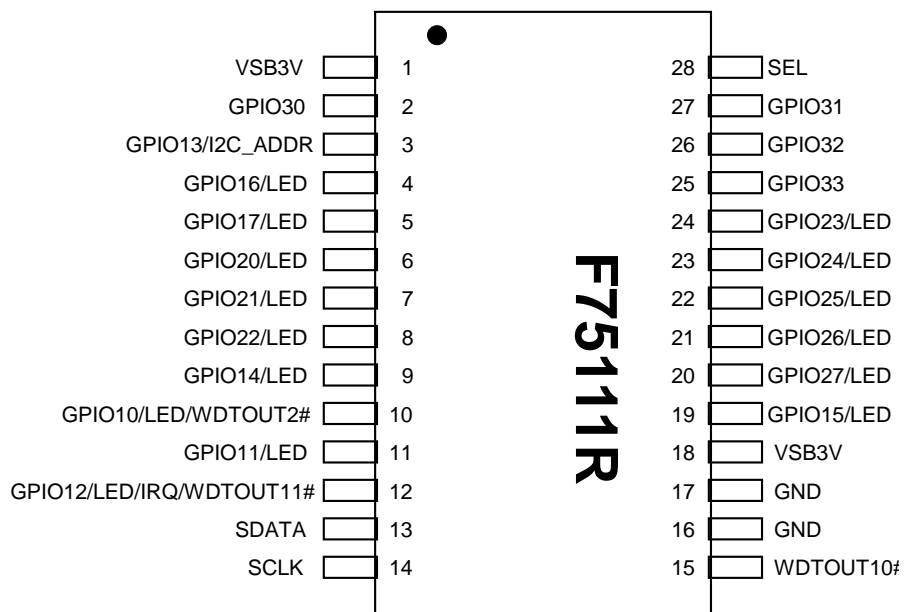 VSB3V 1 28 SEL
GPIO30 2 27 GPIO31
GPIO13/I2C_ADDR 3 26 GPIO32
GPIO16/LED 4 25 GPIO33
GPIO17/LED 5 24 GPIO23/LED
GPIO20/LED 6 23 GPIO24/LED
GPIO21/LED 7 22 GPIO25/LED
GPIO22/LED 8 21 GPIO26/LED
GPIO14/LED 9 20 GPIO27/LED
GPIO10/LED/WDTOUT2# 10 19 GPIO15/LED
GPIO11/LED 11 18 VSB3V
GPIO12/LED/IRQ/WDTOUT11# 12 17 GND
SDATA 13 16 GND
SCLK 14 15 WDTOUT10#
F75111R